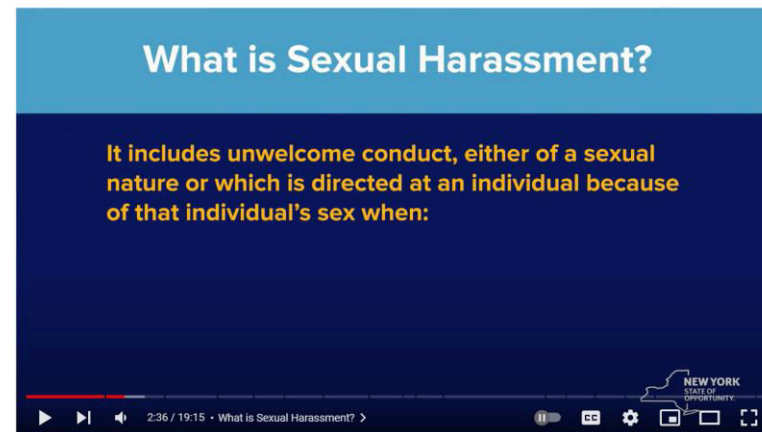 What is Sexual Harassment?
It includes unwelcome conduct, either of a sexual
nature or which is directed at an individual because
of that individual's sex when:
NEW YORK
STATE OF
OPPORTUNITY.
2:36 / 19:15 • What is Sexual Harassment? >
CC